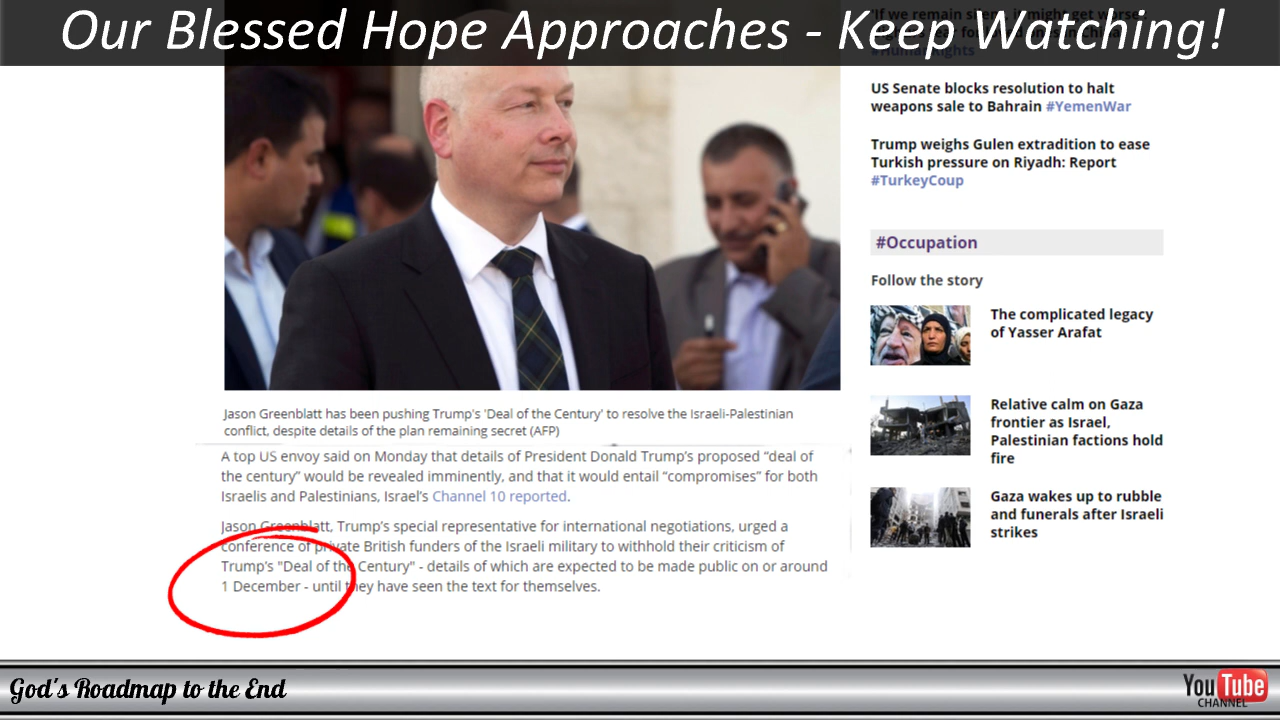 Our Blessed Hope Approaches - Keep Watching!
"If we remain silent, it might get worse":
#HumanRights
US Senate blocks resolution to halt
weapons sale to Bahrain #YemenWar
Trump weighs Gulen extradition to ease
Turkish pressure on Riyadh: Report
#TurkeyCoup
#Occupation
Follow the story
The complicated legacy
of Yasser Arafat
Relative calm on Gaza
frontier as Israel,
Palestinian factions hold
fire
Gaza wakes up to rubble
and funerals after Israeli
strikes
Jason Greenblatt has been pushing Trump's 'Deal of the Century' to resolve the Israeli-Palestinian
conflict, despite details of the plan remaining secret (AFP)
A top US envoy said on Monday that details of President Donald Trump's proposed “deal of
the century” would be revealed imminently, and that it would entail “compromises” for both
Israelis and Palestinians, Israel's Channel 10 reported.
Jason Greenblatt, Trump's special representative for international negotiations, urged a
conference of private British funders of the Israeli military to withhold their criticism of
Trump's "Deal of the Century" - details of which are expected to be made public on or around
1 December - until they have seen the text for themselves.
God's Roadmap to the End
YouTube
CHANNEL